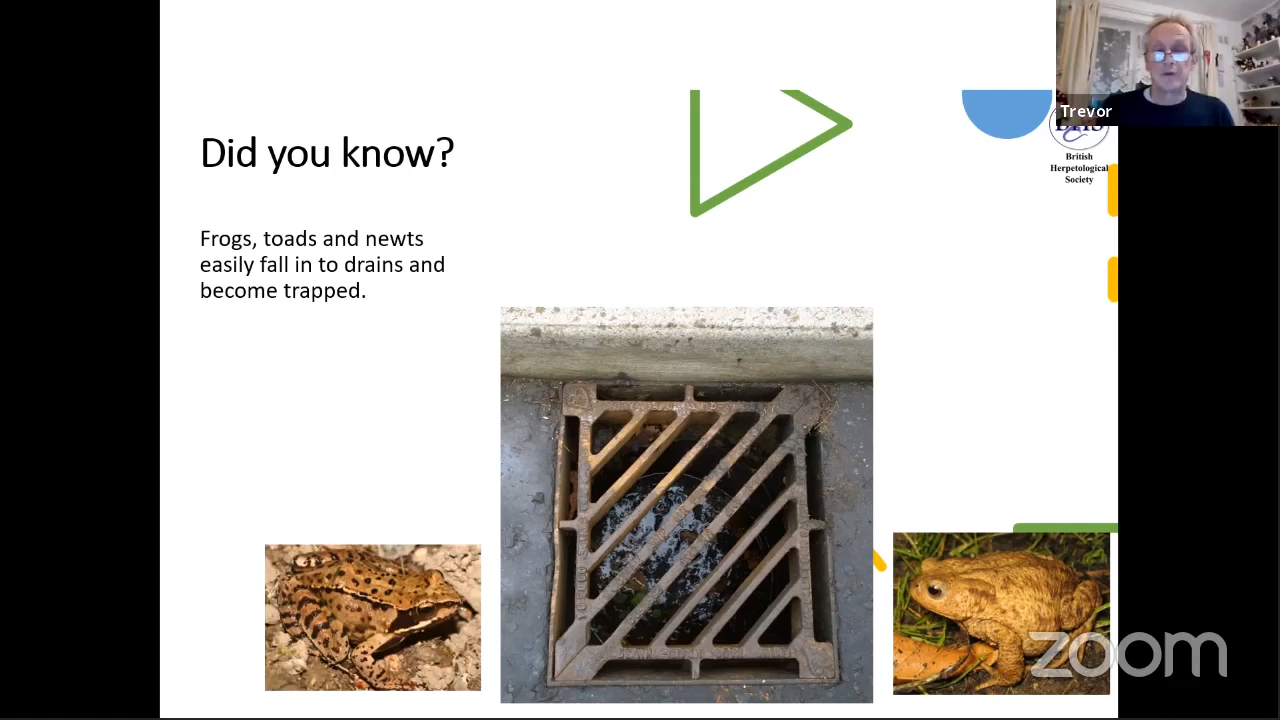 Did you know?
Trevor
British
Herpetological
Society
Frogs, toads and newts
easily fall in to drains and
become trapped.
zoom